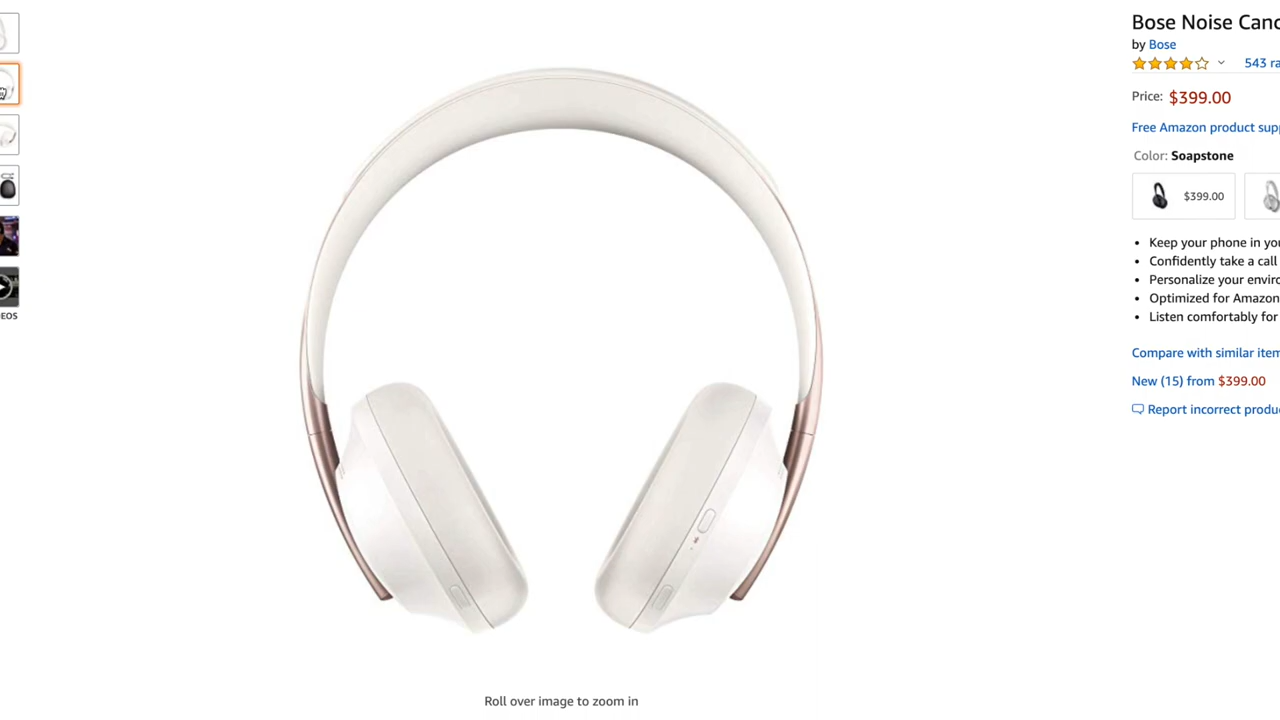 Bose Noise Canc
by Bose
543 ra
Price: $399.00
Free Amazon product supp
Color: Soapstone
$399.00
Keep your phone in you
Confidently take a call
Personalize your enviro
Optimized for Amazon
Listen comfortably for
Compare with similar item
New (15) from $399.00
Report incorrect produc
EOS
Roll over image to zoom in